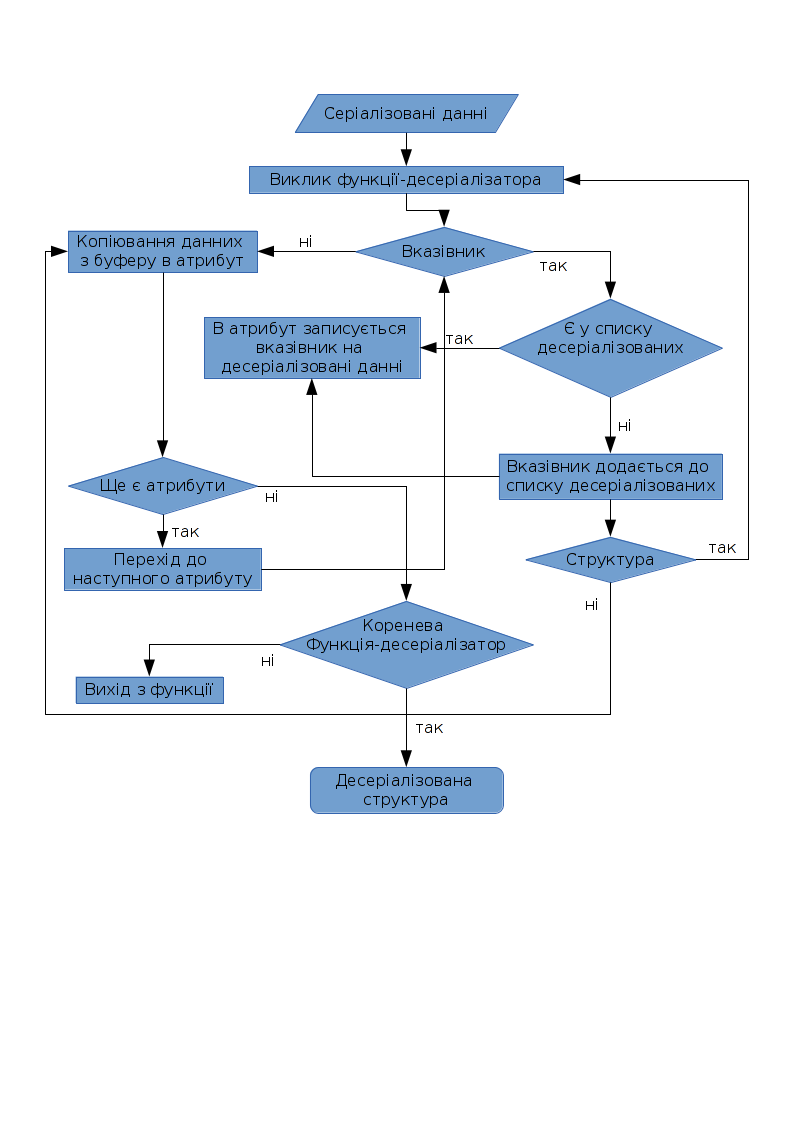 Серіалізовані данні
Виклик функції-десеріалізатора
Копіювання данних
з буферу в атрибут
ні
Вказівник
так
В атрибут записується
вказівник на
десеріалізовані данні
так
Є у списку
десеріалізованих
ні
Вказівник додається до
списку десеріалізованих
Ще є атрибути
ні
так
Перехід до
наступного атрибуту
Структура
так
ні
Коренева
Функція-десеріалізатор
ні
Вихід з функції
так
Десеріалізована
структура